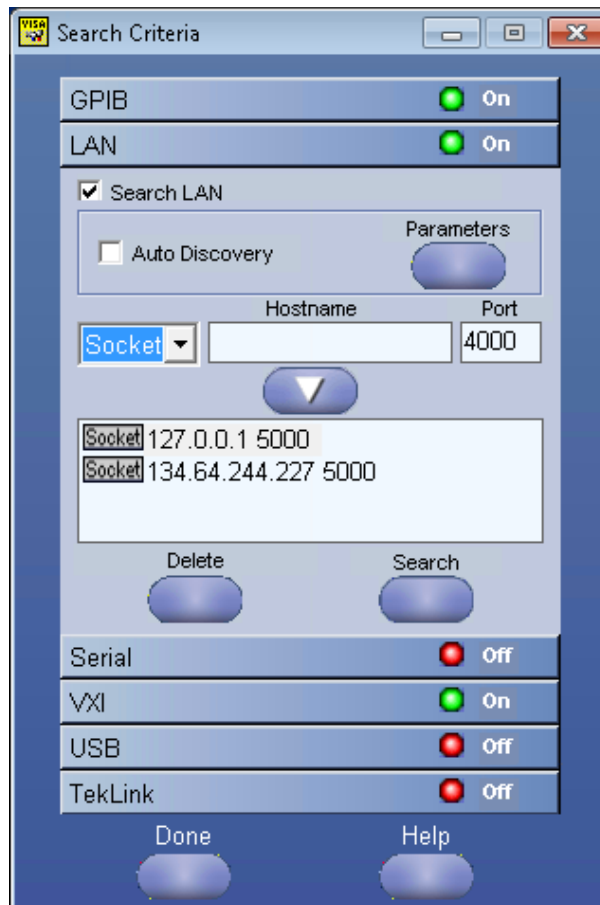 VISA Search Criteria
GPIB On
LAN On
Search LAN
Auto Discovery Parameters
Hostname Port
Socket 4000
Socket 127.0.0.1 5000
Socket 134.64.244.227 5000
Delete Search
Serial Off
VXI On
USB Off
TekLink Off
Done Help